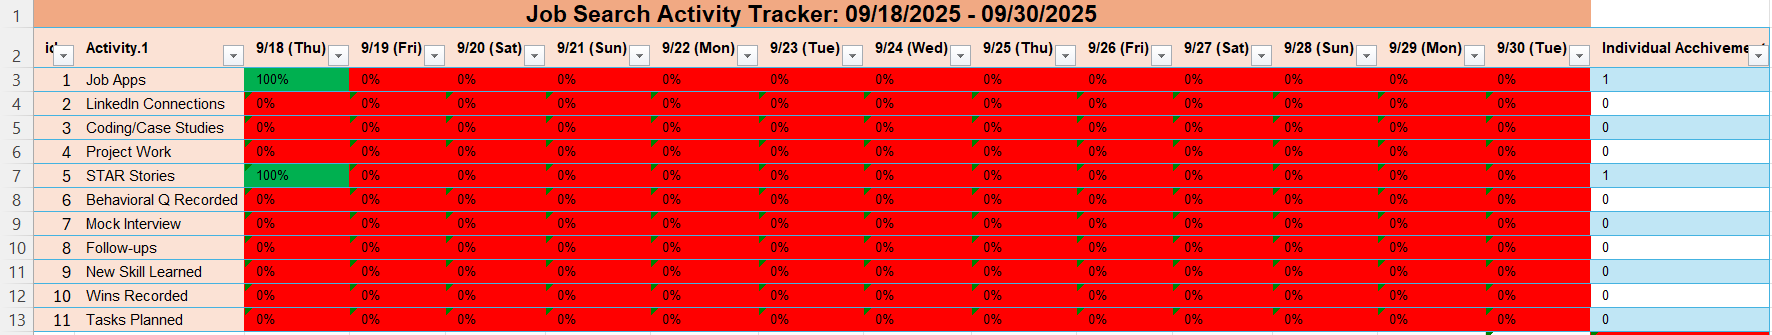 1 Job Search Activity Tracker: 09/18/2025 - 09/30/2025
2 id Activity.1 9/18 (Thu) 9/19 (Fri) 9/20 (Sat) 9/21 (Sun) 9/22 (Mon) 9/23 (Tue) 9/24 (Wed) 9/25 (Thu) 9/26 (Fri) 9/27 (Sat) 9/28 (Sun) 9/29 (Mon) 9/30 (Tue) Individual
3 1 Job Apps 100% 0% 0% 0% 0% 0% 0% 0% 0% 0% 0% 0% 0% 1
4 2 LinkedIn Connections 0% 0% 0% 0% 0% 0% 0% 0% 0% 0% 0% 0% 0% 0
5 3 Coding/Case Studies 0% 0% 0% 0% 0% 0% 0% 0% 0% 0% 0% 0% 0% 0
6 4 Project Work 0% 0% 0% 0% 0% 0% 0% 0% 0% 0% 0% 0% 0% 0
7 5 STAR Stories 100% 0% 0% 0% 0% 0% 0% 0% 0% 0% 0% 0% 0% 1
8 6 Behavioral Q Recorded 0% 0% 0% 0% 0% 0% 0% 0% 0% 0% 0% 0% 0% 0
9 7 Mock Interview 0% 0% 0% 0% 0% 0% 0% 0% 0% 0% 0% 0% 0% 0
10 8 Follow-ups 0% 0% 0% 0% 0% 0% 0% 0% 0% 0% 0% 0% 0% 0
11 9 New Skill Learned 0% 0% 0% 0% 0% 0% 0% 0% 0% 0% 0% 0% 0% 0
12 10 Wins Recorded 0% 0% 0% 0% 0% 0% 0% 0% 0% 0% 0% 0% 0% 0
13 11 Tasks Planned 0% 0% 0% 0% 0% 0% 0% 0% 0% 0% 0% 0% 0% 0